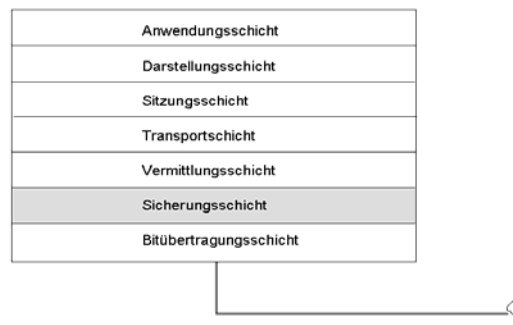 Anwendungsschicht
Darstellungsschicht
Sitzungsschicht
Transportschicht
Vermittlungsschicht
Sicherungsschicht
Bitübertragungsschicht